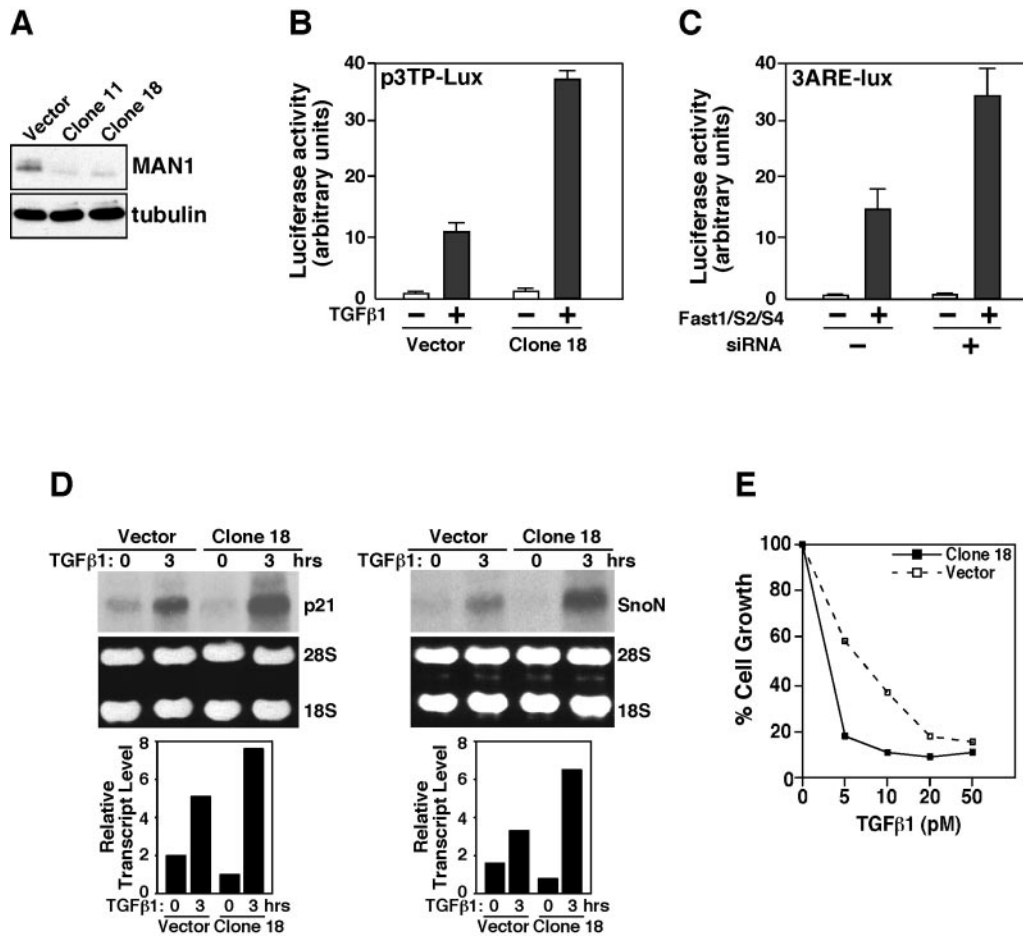 A
Vector
Clone 11
Clone 18
MAN1
tubulin
B
p3TP-Lux
Luciferase activity
(arbitrary units)
40
30
20
10
0
TGFβ1
− + − +
Vector Clone 18
C
3ARE-lux
Luciferase activity
(arbitrary units)
40
30
20
10
0
Fast1/S2/S4 − + − +
siRNA − +
D
Vector Clone 18
TGFβ1: 0 3 0 3 hrs
p21
28S
18S
Relative
Transcript Level
8
6
4
2
0
TGFβ1: 0 3 0 3 hrs
Vector Clone 18
Vector Clone 18
TGFβ1: 0 3 0 3 hrs
SnoN
28S
18S
Relative
Transcript Level
8
6
4
2
0
TGFβ1: 0 3 0 3 hrs
Vector Clone 18
E
Clone 18
Vector
% Cell Growth
100
80
60
40
20
0
0 5 10 20 50
TGFβ1 (pM)